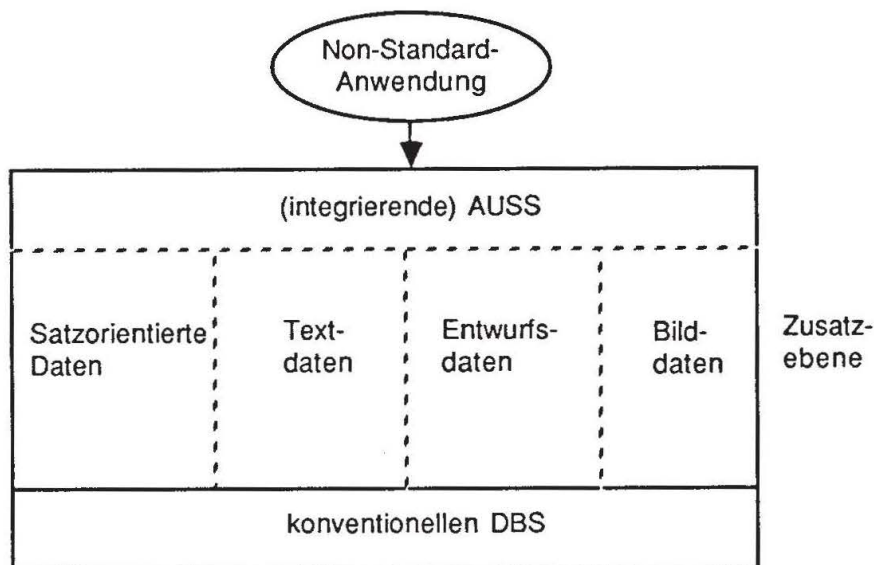 Non-Standard-
Anwendung
(integrierende) AUSS
Satzorientierte
Daten
Text-
daten
Entwurfs-
daten
Bild-
daten
Zusatz-
ebene
konventionellen DBS